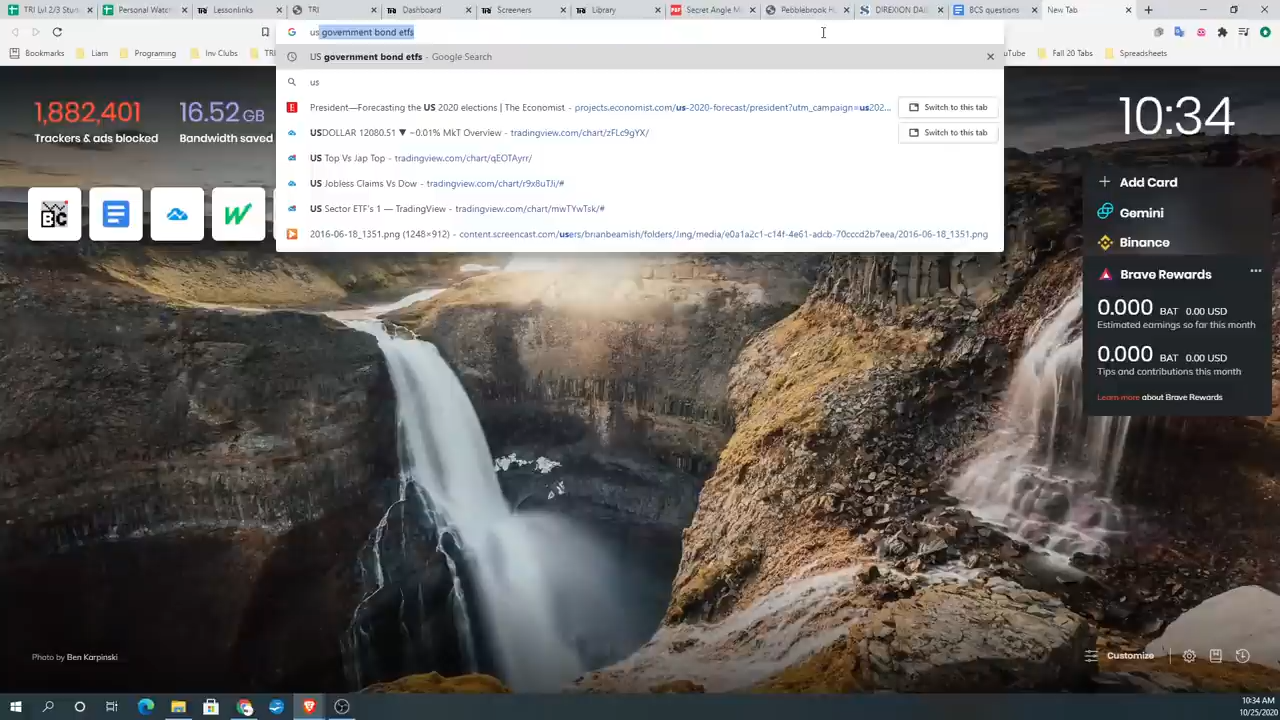 TRI Lvl 2/3 Stud
Personal Watch
Lessonlinks
TRI
Dashboard
Screeners
Library
Secret Angle M
Pebblebrook H
DIREXION DAI
BCS questions
New Tab
us government bond etfs
Bookmarks
Liam
Programing
Invest
US government bond etfs - Google Search
us
President—Forecasting the US 2020 elections | The Economist - projects.economist.com/us-2020-forecast/president?utm_campaign=us202...
Switch to this tab
USDOLLAR 12080.51 ▼ −0.01% MkT Overview - tradingview.com/chart/zFLc9gYX/
Switch to this tab
US Top Vs Jap Top - tradingview.com/chart/qEOTAyrr/
US Jobless Claims Vs Dow - tradingview.com/chart/r9x8uTJi/#
US Sector ETF's 1 — TradingView - tradingview.com/chart/mwTYwTsk/#
2016-06-18_1351.png (1248×912) - content.screencast.com/users/brianbeamish/folders/Jing/media/e0a1a2c1-c14f-4e61-adcb-70cccd2b7eea/2016-06-18_1351.png
To 20 TABS
Spreadsheets
1,882,401
Trackers & ads blocked
16.52 GB
Bandwidth saved
10:34
Add Card
Gemini
Binance
Brave Rewards
0.000 BAT 0.00 USD
Estimated earnings so far this month
0.000 BAT 0.00 USD
Tips and contributions this month
Learn more about Brave Rewards
Photo by Ben Karpinski
Customize
10:34 AM
10/25/2020